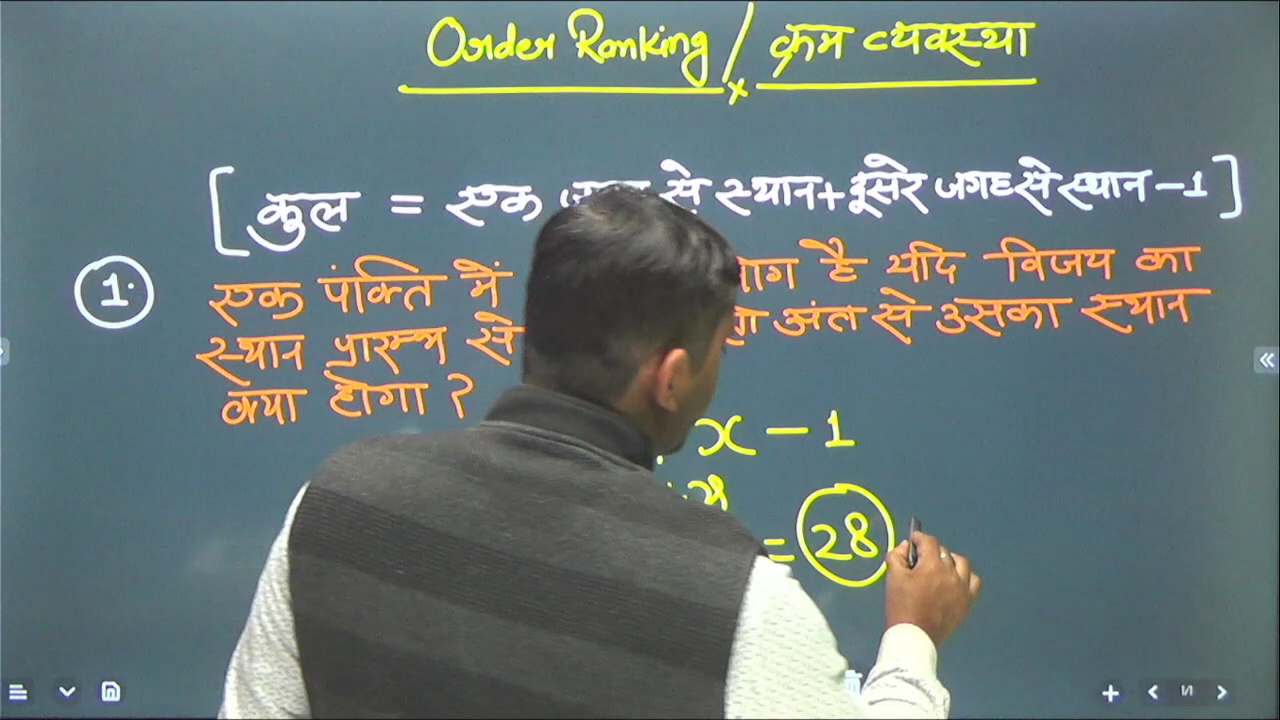 Order Ranking / क्रम व्यवस्था
[ कुल = एक से स्थान + दूसरे जगह से स्थान - 1 ]
1. एक पंक्ति में है यदि विजय का
स्थान प्रारम्भ से अंत से उसका स्थान
क्या होगा ?
x - 1
= 28